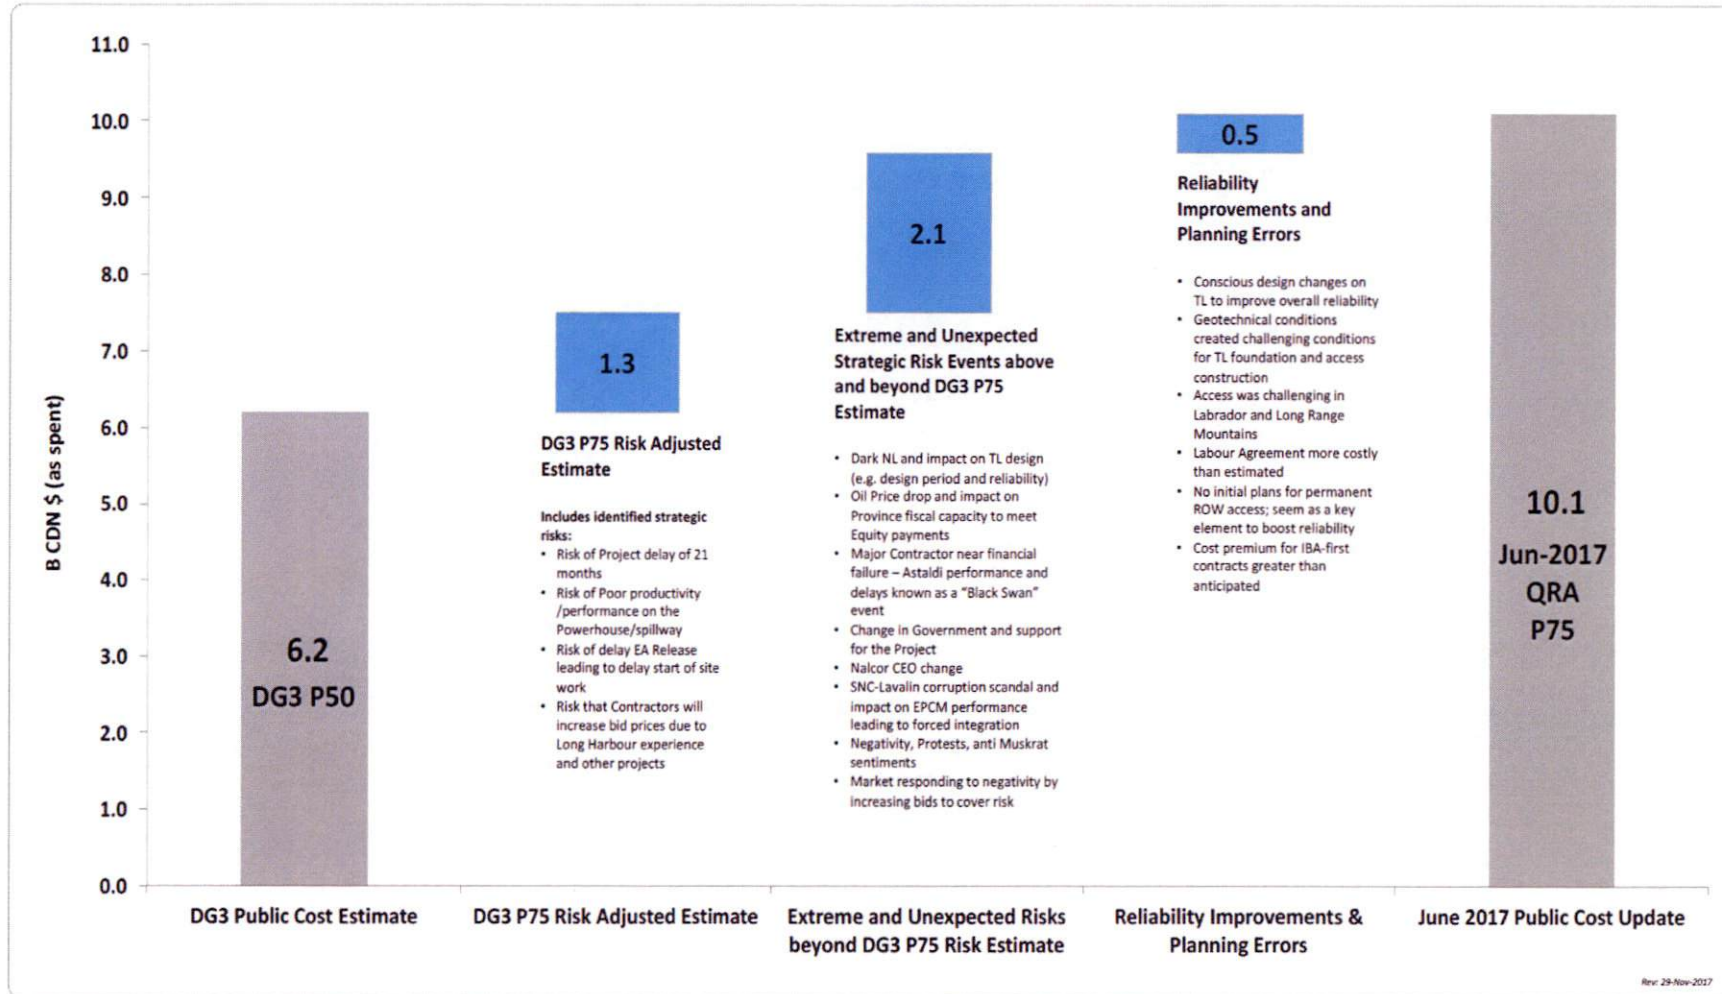 11.0
10.0
9.0
8.0
7.0
6.0
5.0
4.0
3.0
2.0
1.0
0.0
B CDN $ (as spent)
6.2
DG3 P50
1.3
DG3 P75 Risk Adjusted
Estimate
Includes identified strategic
risks:
• Risk of Project delay of 21
months
• Risk of Poor productivity
/performance on the
Powerhouse/spillway
• Risk of delay EA Release
leading to delay start of site
work
• Risk that Contractors will
increase bid prices due to
Long Harbour experience
and other projects
2.1
Extreme and Unexpected
Strategic Risk Events above
and beyond DG3 P75
Estimate
• Dark NL and impact on TL design
(e.g. design period and reliability)
• Oil Price drop and impact on
Province fiscal capacity to meet
Equity payments
• Major Contractor near financial
failure – Astaldi performance and
delays known as a "Black Swan"
event
• Change in Government and support
for the Project
• Nalcor CEO change
• SNC-Lavalin corruption scandal and
impact on EPCM performance
leading to forced integration
• Negativity, Protests, anti Muskrat
sentiments
• Market responding to negativity by
increasing bids to cover risk
0.5
Reliability
Improvements and
Planning Errors
• Conscious design changes on
TL to improve overall reliability
• Geotechnical conditions
created challenging conditions
for TL foundation and access
construction
• Access was challenging in
Labrador and Long Range
Mountains
• Labour Agreement more costly
than estimated
• No initial plans for permanent
ROW access; seem as a key
element to boost reliability
• Cost premium for IBA-first
contracts greater than
anticipated
10.1
Jun-2017
QRA
P75
DG3 Public Cost Estimate
DG3 P75 Risk Adjusted Estimate
Extreme and Unexpected Risks
beyond DG3 P75 Risk Estimate
Reliability Improvements &
Planning Errors
June 2017 Public Cost Update
Rev: 29-Nov-2017